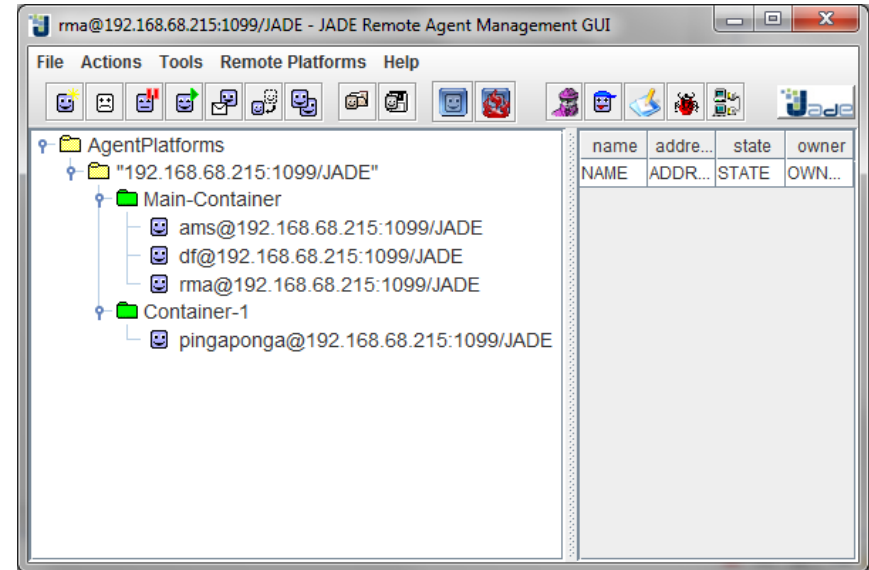 rma@192.168.68.215:1099/JADE - JADE Remote Agent Management GUI
File Actions Tools Remote Platforms Help
Jade
AgentPlatforms
"192.168.68.215:1099/JADE"
Main-Container
ams@192.168.68.215:1099/JADE
df@192.168.68.215:1099/JADE
rma@192.168.68.215:1099/JADE
Container-1
pingaponga@192.168.68.215:1099/JADE
name addre... state owner
NAME ADDR... STATE OWN...